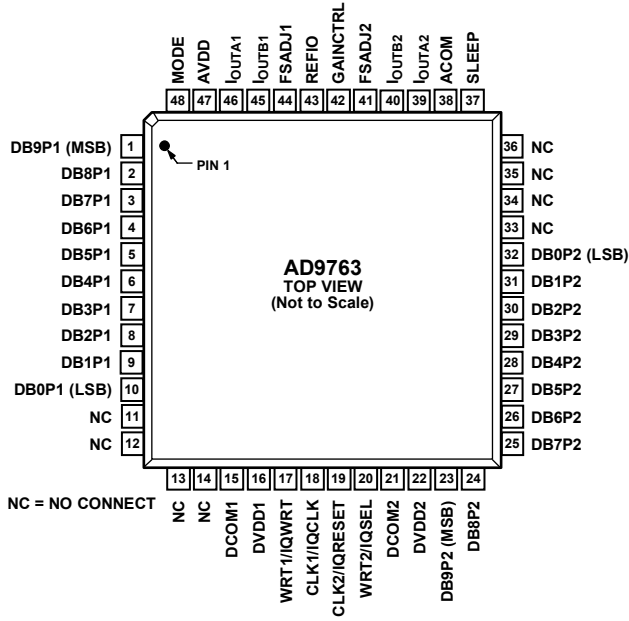 MODE
AVDD
IOUTA1
IOUTB1
FSADJ1
REFIO
GAINCTRL
FSADJ2
IOUTB2
IOUTA2
ACOM
SLEEP
48 47 46 45 44 43 42 41 40 39 38 37
DB9P1 (MSB) 1
DB8P1 2
DB7P1 3
DB6P1 4
DB5P1 5
DB4P1 6
DB3P1 7
DB2P1 8
DB1P1 9
DB0P1 (LSB) 10
NC 11
NC 12
PIN 1
AD9763
TOP VIEW
(Not to Scale)
36 NC
35 NC
34 NC
33 NC
32 DB0P2 (LSB)
31 DB1P2
30 DB2P2
29 DB3P2
28 DB4P2
27 DB5P2
26 DB6P2
25 DB7P2
13 14 15 16 17 18 19 20 21 22 23 24
NC
NC
DCOM1
DVDD1
WRT1/IQWRT
CLK1/IQCLK
CLK2/IQRESET
WRT2/IQSEL
DCOM2
DVDD2
DB9P2 (MSB)
DB8P2
NC = NO CONNECT